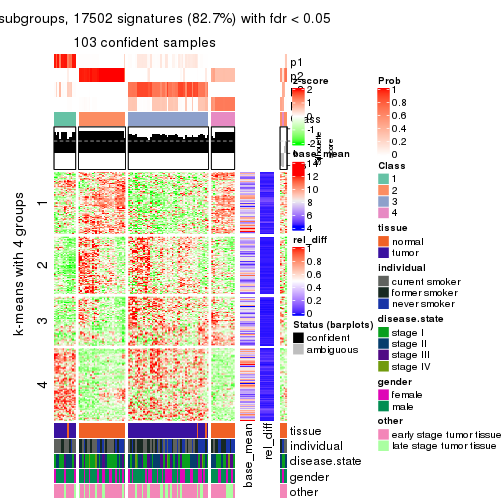 subgroups, 17502 signatures (82.7%) with fdr < 0.05
103 confident samples
p1
p2
z-score
2
1
0
-1
-2
base_mean
12
10
8
6
4
rel_diff
1
0.8
0.6
0.4
0.2
0
Status (barplots)
confident
ambiguous
Prob
1
0.8
0.6
0.4
0.2
0
Class
1
2
3
4
tissue
normal
tumor
individual
current smoker
former smoker
never smoker
disease.state
stage I
stage II
stage III
stage IV
gender
female
male
other
early stage tumor tissue
late stage tumor tissue
k-means with 4 groups
1
2
3
4
base_mean
rel_diff
tissue
individual
disease.state
gender
other